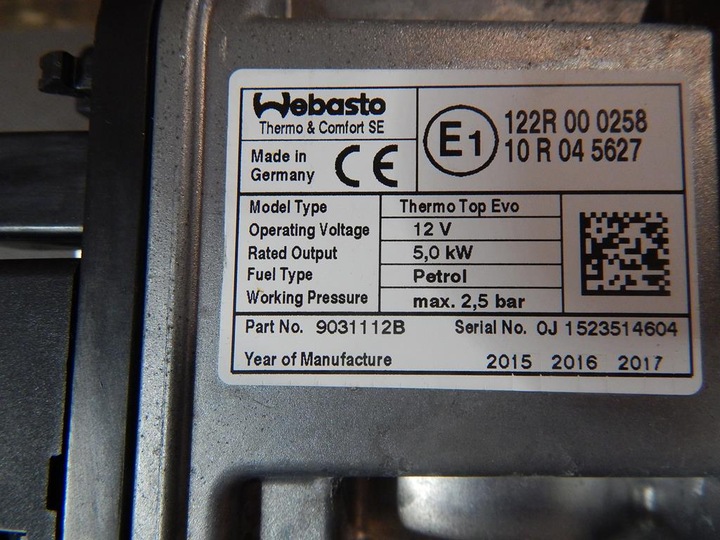 Webasto
Thermo & Comfort SE
Made in
Germany
CE
E1
122R 00 0258
10 R 04 5627
Model Type Thermo Top Evo
Operating Voltage 12 V
Rated Output 5,0 kW
Fuel Type Petrol
Working Pressure max. 2,5 bar
Part No. 9031112B Serial No. 0J 1523514604
Year of Manufacture 2015 2016 2017